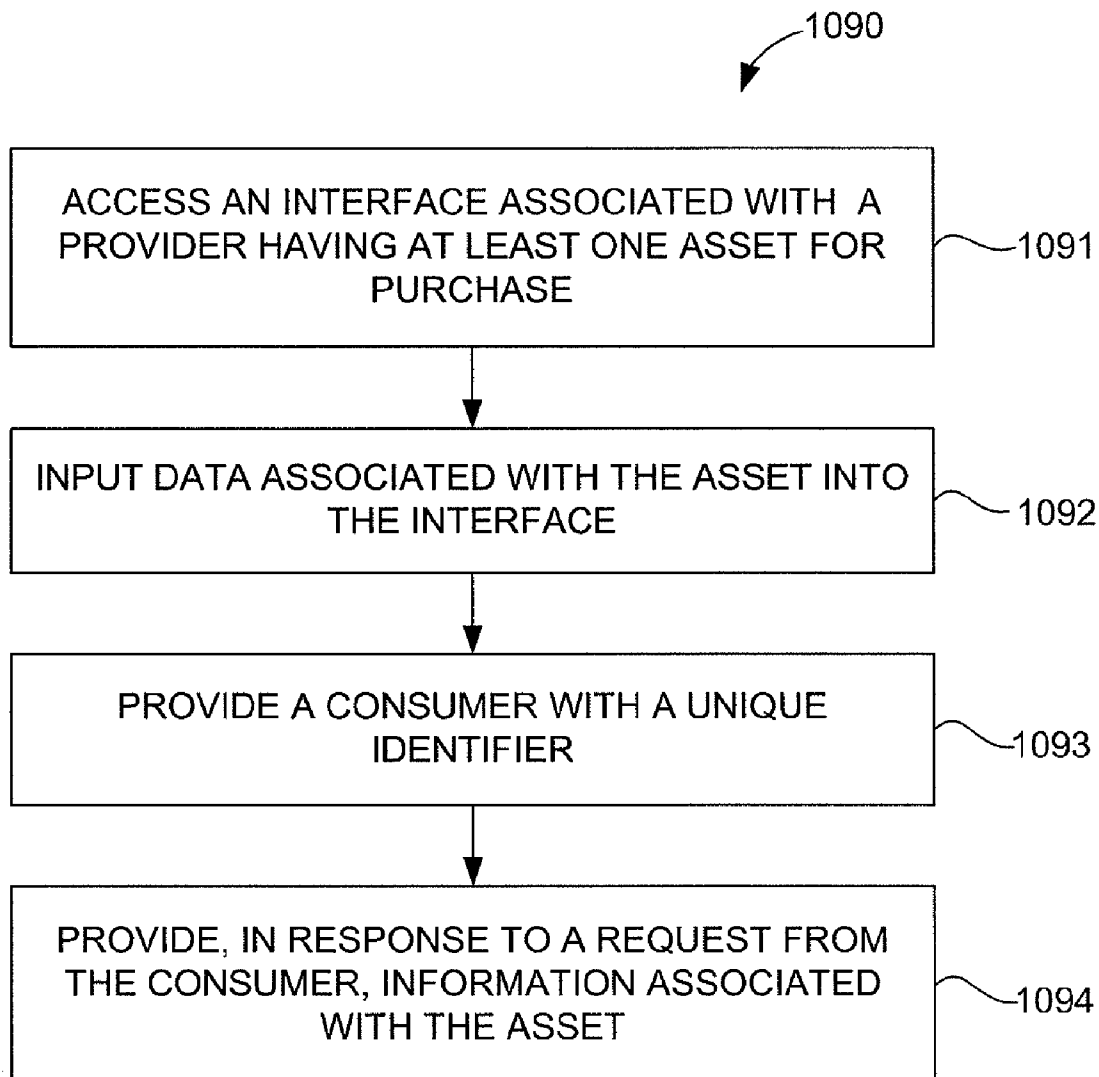 1090
ACCESS AN INTERFACE ASSOCIATED WITH A
PROVIDER HAVING AT LEAST ONE ASSET FOR
PURCHASE
1091
INPUT DATA ASSOCIATED WITH THE ASSET INTO
THE INTERFACE
1092
PROVIDE A CONSUMER WITH A UNIQUE
IDENTIFIER
1093
PROVIDE, IN RESPONSE TO A REQUEST FROM
THE CONSUMER, INFORMATION ASSOCIATED
WITH THE ASSET
1094